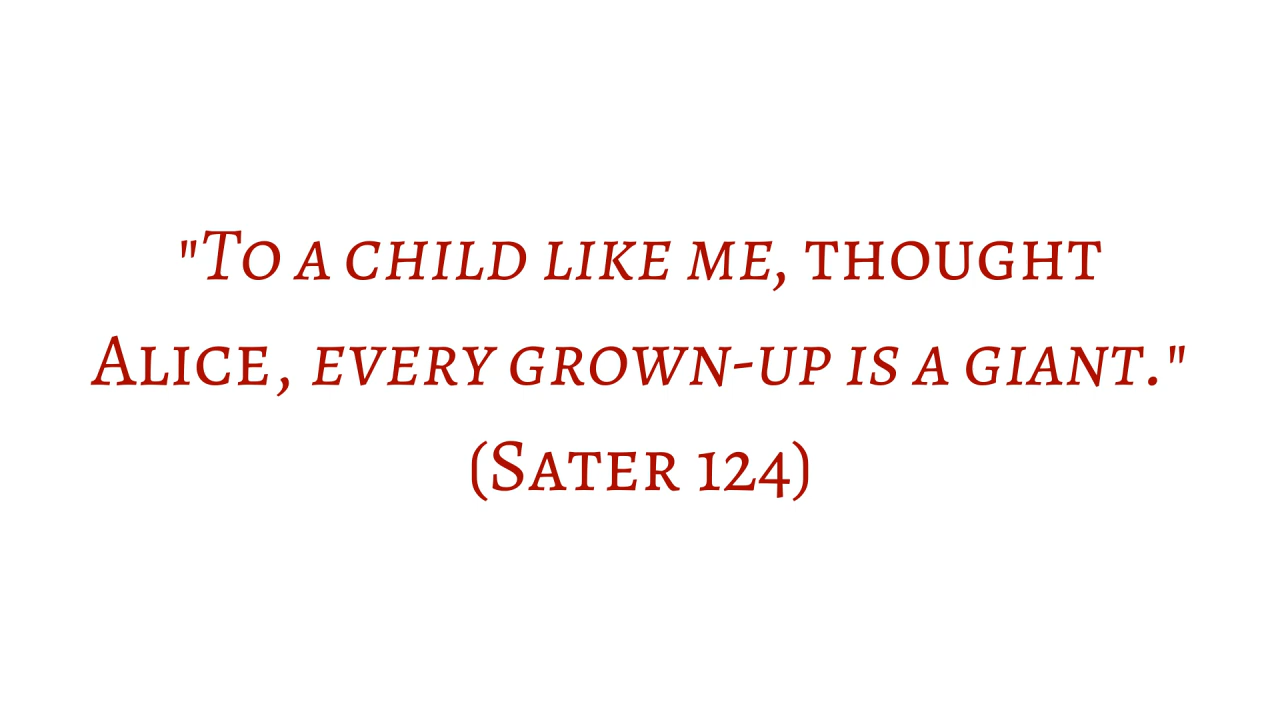 "To a child like me, thought
Alice, every grown-up is a giant."
(Sater 124)